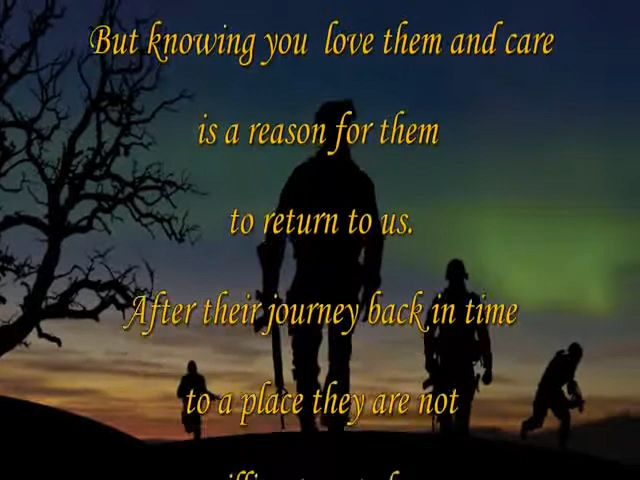 But knowing you love them and care
is a reason for them
to return to us.
After their journey back in time
to a place they are not